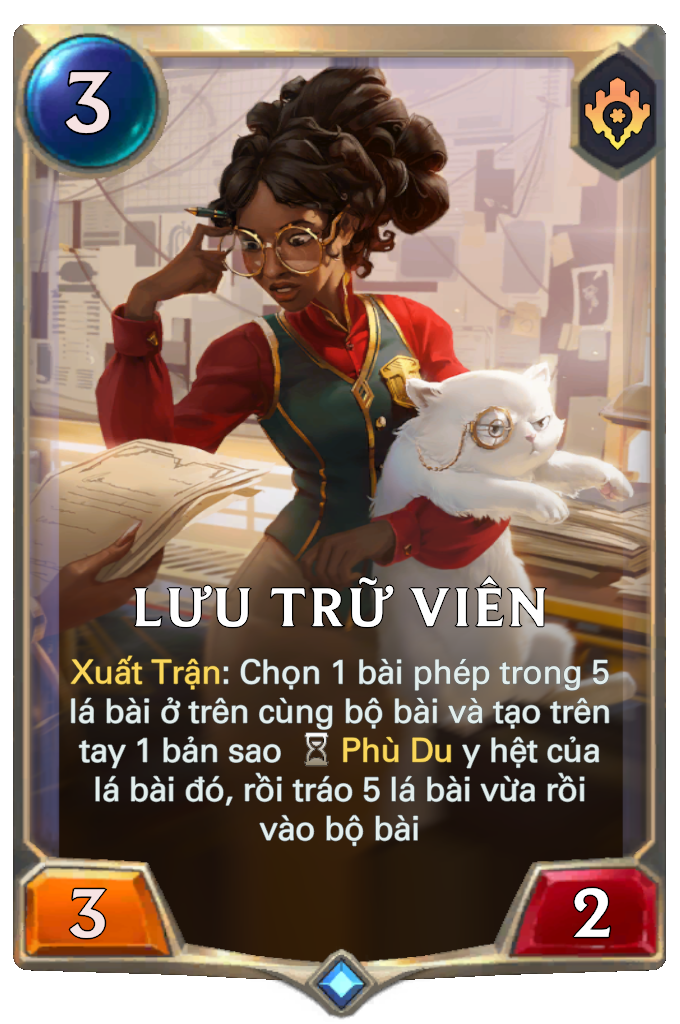 3
LƯU TRỮ VIÊN
Xuất Trận: Chọn 1 bài phép trong 5
lá bài ở trên cùng bộ bài và tạo trên
tay 1 bản sao Phù Du y hệt của
lá bài đó, rồi tráo 5 lá bài vừa rồi
vào bộ bài
3
2